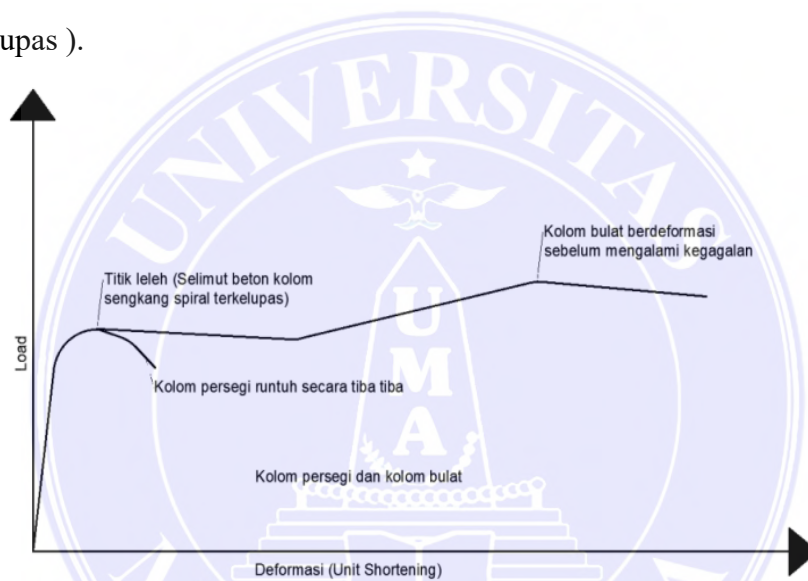 upas ).
UNIVERSITAS
Kolom bulat berdeformasi
sebelum mengalami kegagalan
Titik leleh (Selimut beton kolom
sengkang spiral terkelupas)
UMA
Load
Kolom persegi runtuh secara tiba tiba
Kolom persegi dan kolom bulat
Deformasi (Unit Shortening)